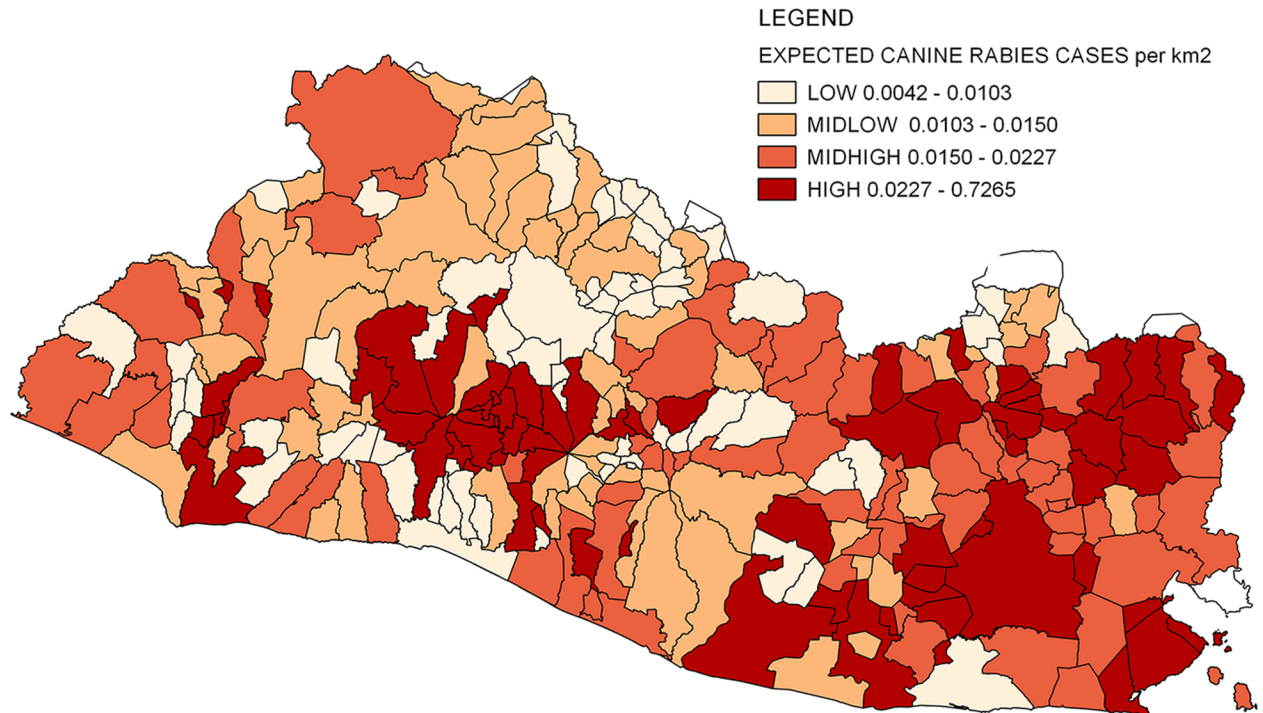 LEGEND
EXPECTED CANINE RABIES CASES per km2
LOW 0.0042 - 0.0103
MIDLOW 0.0103 - 0.0150
MIDHIGH 0.0150 - 0.0227
HIGH 0.0227 - 0.7265